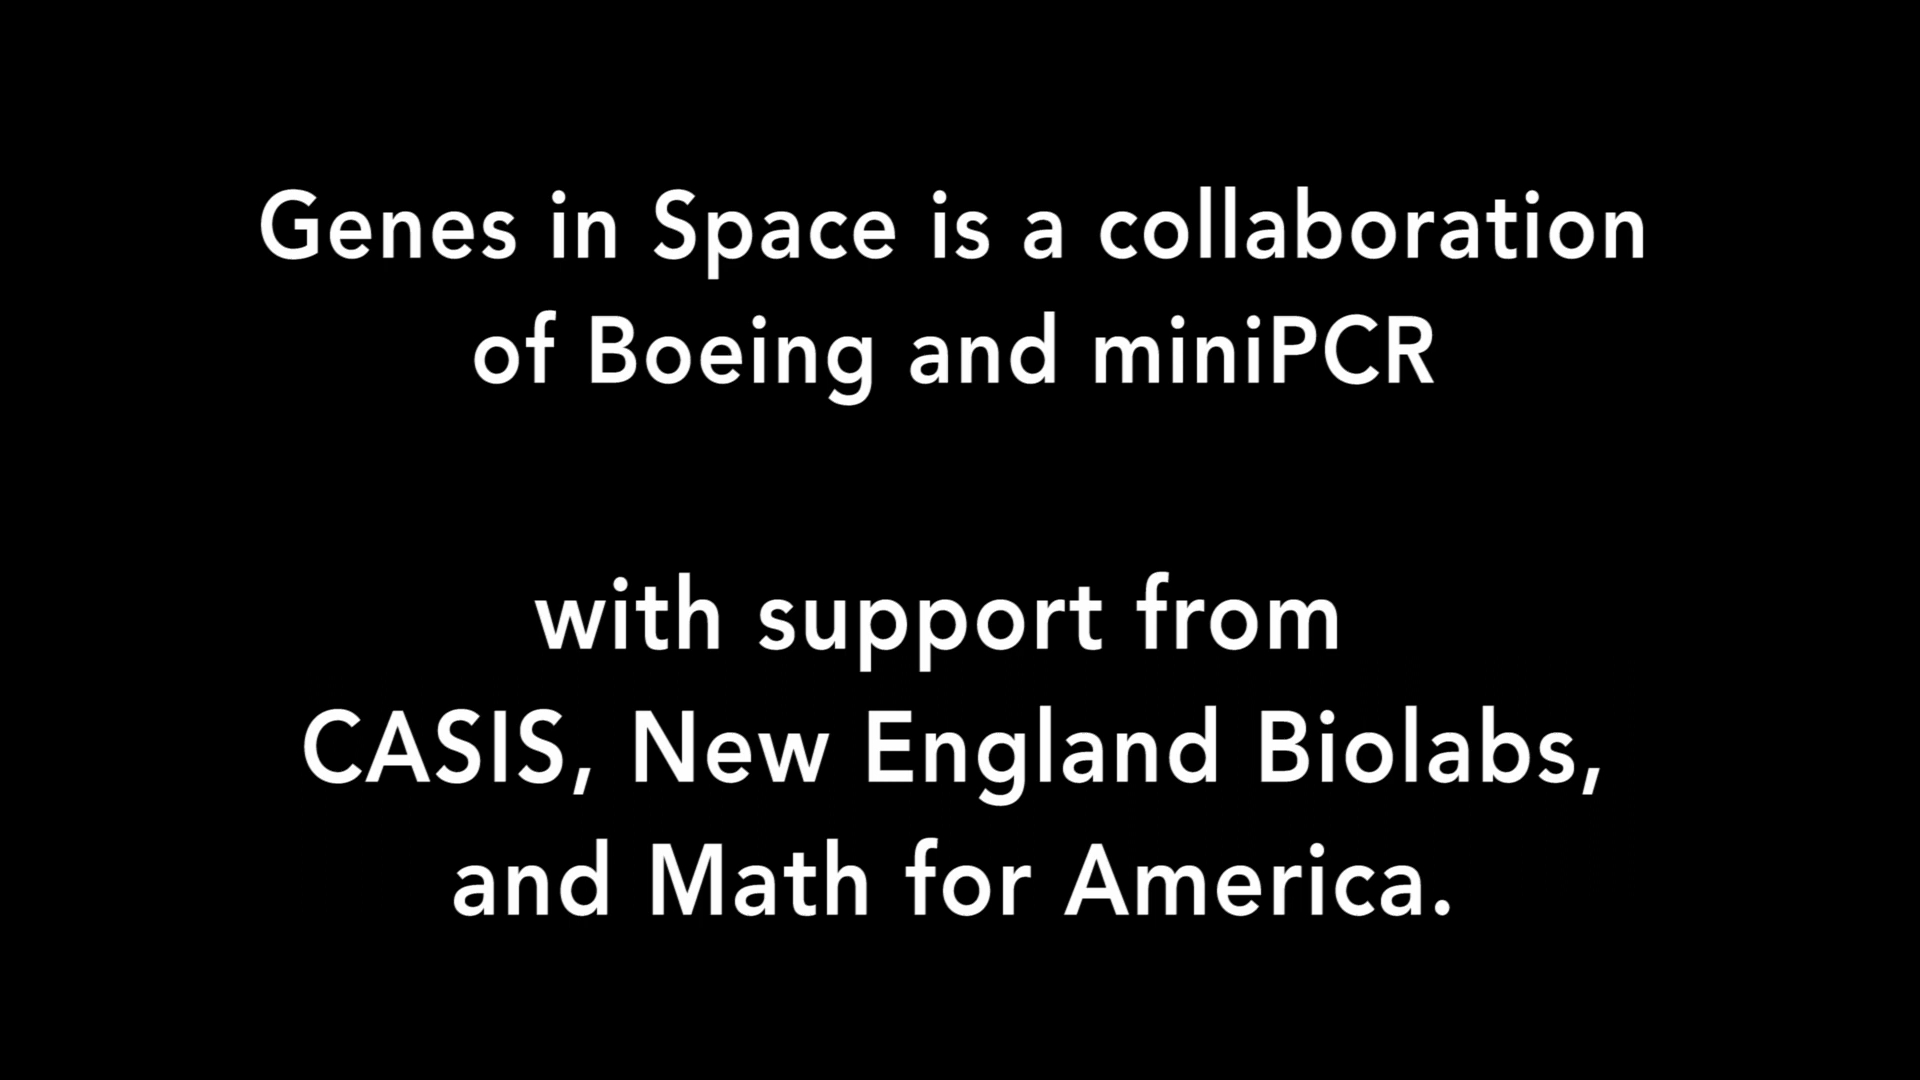 Genes in Space is a collaboration
of Boeing and miniPCR
with support from
CASIS, New England Biolabs,
and Math for America.